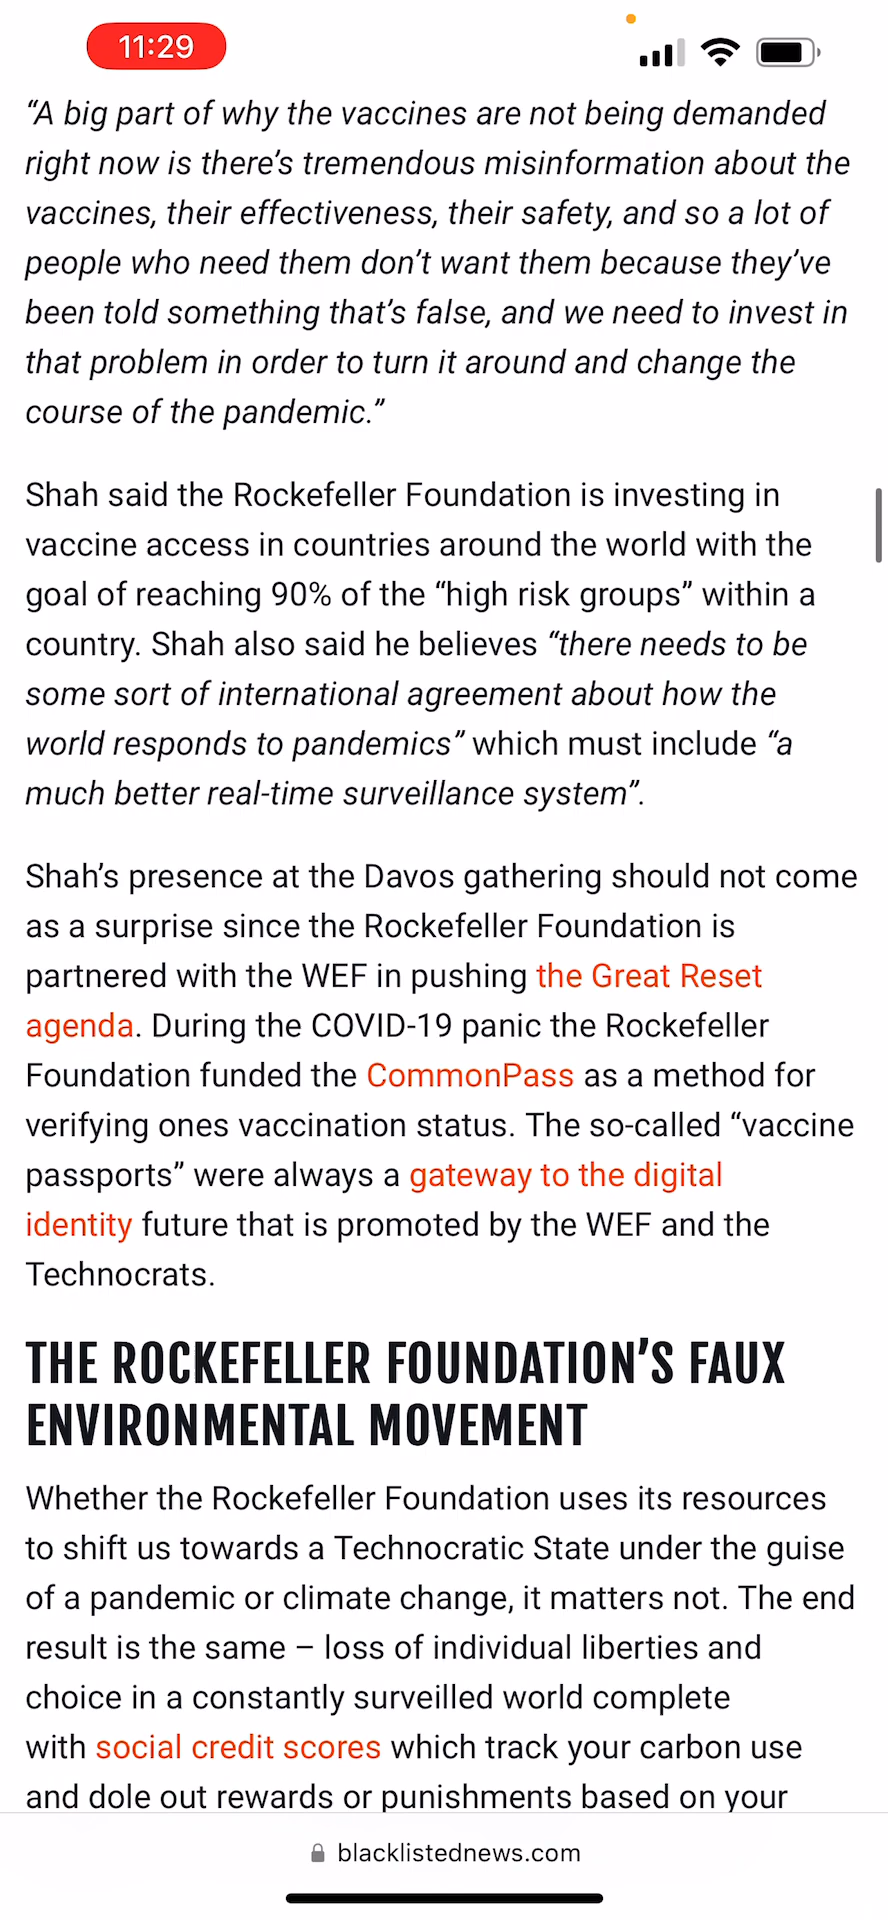 11:29
“A big part of why the vaccines are not being demanded
right now is there’s tremendous misinformation about the
vaccines, their effectiveness, their safety, and so a lot of
people who need them don’t want them because they’ve
been told something that’s false, and we need to invest in
that problem in order to turn it around and change the
course of the pandemic.”
Shah said the Rockefeller Foundation is investing in
vaccine access in countries around the world with the
goal of reaching 90% of the “high risk groups” within a
country. Shah also said he believes “there needs to be
some sort of international agreement about how the
world responds to pandemics” which must include “a
much better real-time surveillance system”.
Shah’s presence at the Davos gathering should not come
as a surprise since the Rockefeller Foundation is
partnered with the WEF in pushing the Great Reset
agenda. During the COVID-19 panic the Rockefeller
Foundation funded the CommonPass as a method for
verifying ones vaccination status. The so-called “vaccine
passports” were always a gateway to the digital
identity future that is promoted by the WEF and the
Technocrats.
THE ROCKEFELLER FOUNDATION’S FAUX
ENVIRONMENTAL MOVEMENT
Whether the Rockefeller Foundation uses its resources
to shift us towards a Technocratic State under the guise
of a pandemic or climate change, it matters not. The end
result is the same – loss of individual liberties and
choice in a constantly surveilled world complete
with social credit scores which track your carbon use
and dole out rewards or punishments based on your
blacklistednews.com